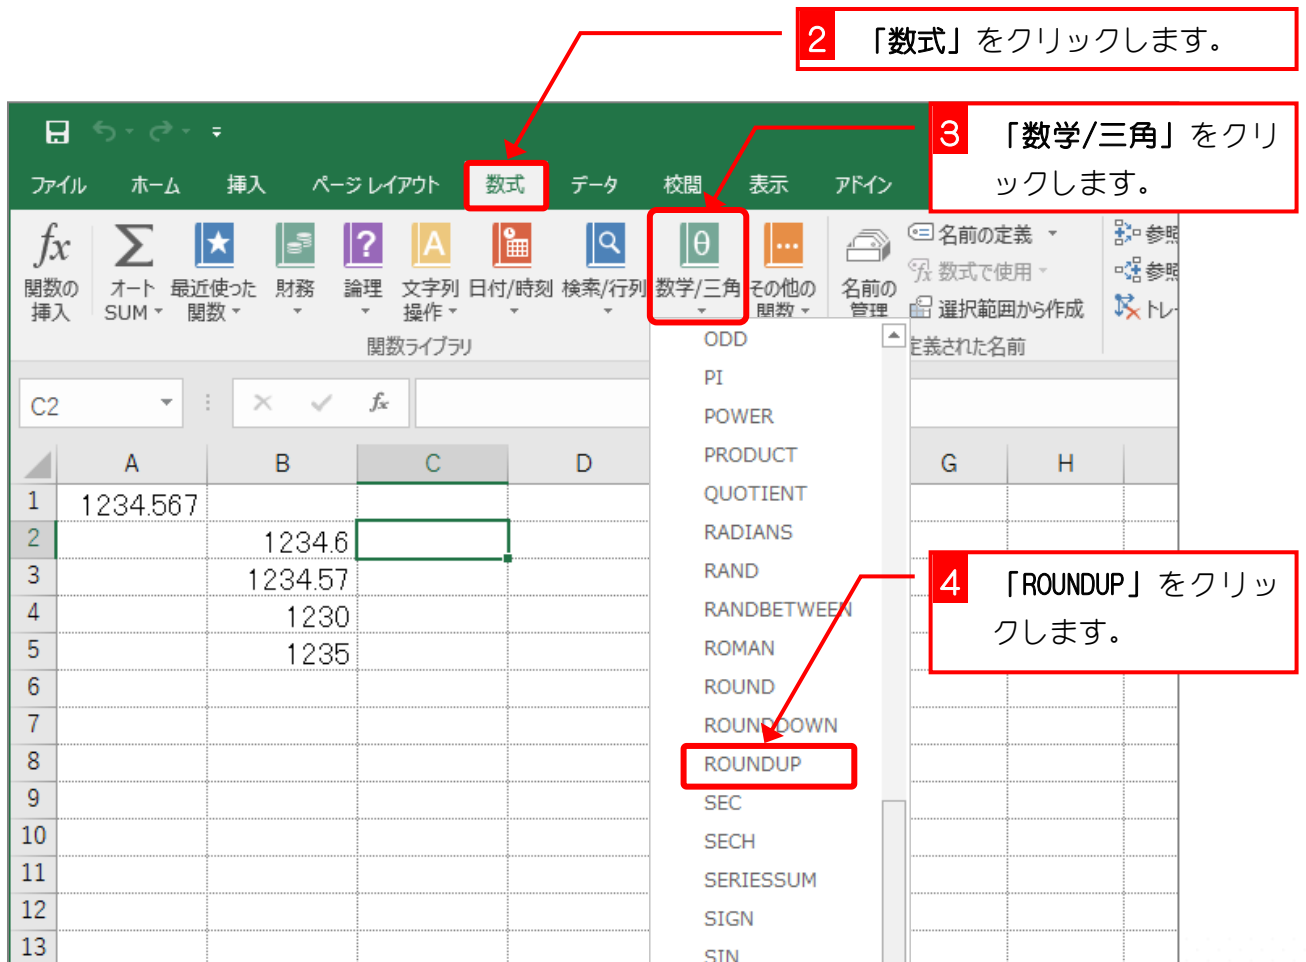 2 「数式」をクリックします。
3 「数学/三角」をクリ
ックします。
ファイル ホーム 挿入 ページ レイアウト 数式 データ 校閲 表示 アドイン
fx Σ ? A θ
関数の オート 最近使った 財務 論理 文字列 日付/時刻 検索/行列 数学/三角 その他の 名前の
挿入 SUM 関数 操作 関数 管理
名前の定義
数式で使用
選択範囲から作成
参照
参照
トレ
関数ライブラリ 定義された名前
C2 fx
A B C D G H
1 1234.567
2 1234.6
3 1234.57
4 1230
5 1235
6
7
8
9
10
11
12
13
ODD
PI
POWER
PRODUCT
QUOTIENT
RADIANS
RAND
RANDBETWEEN
ROMAN
ROUND
ROUNDDOWN
ROUNDUP
SEC
SECH
SERIESSUM
SIGN
SIN
4 「ROUNDUP」をクリッ
クします。